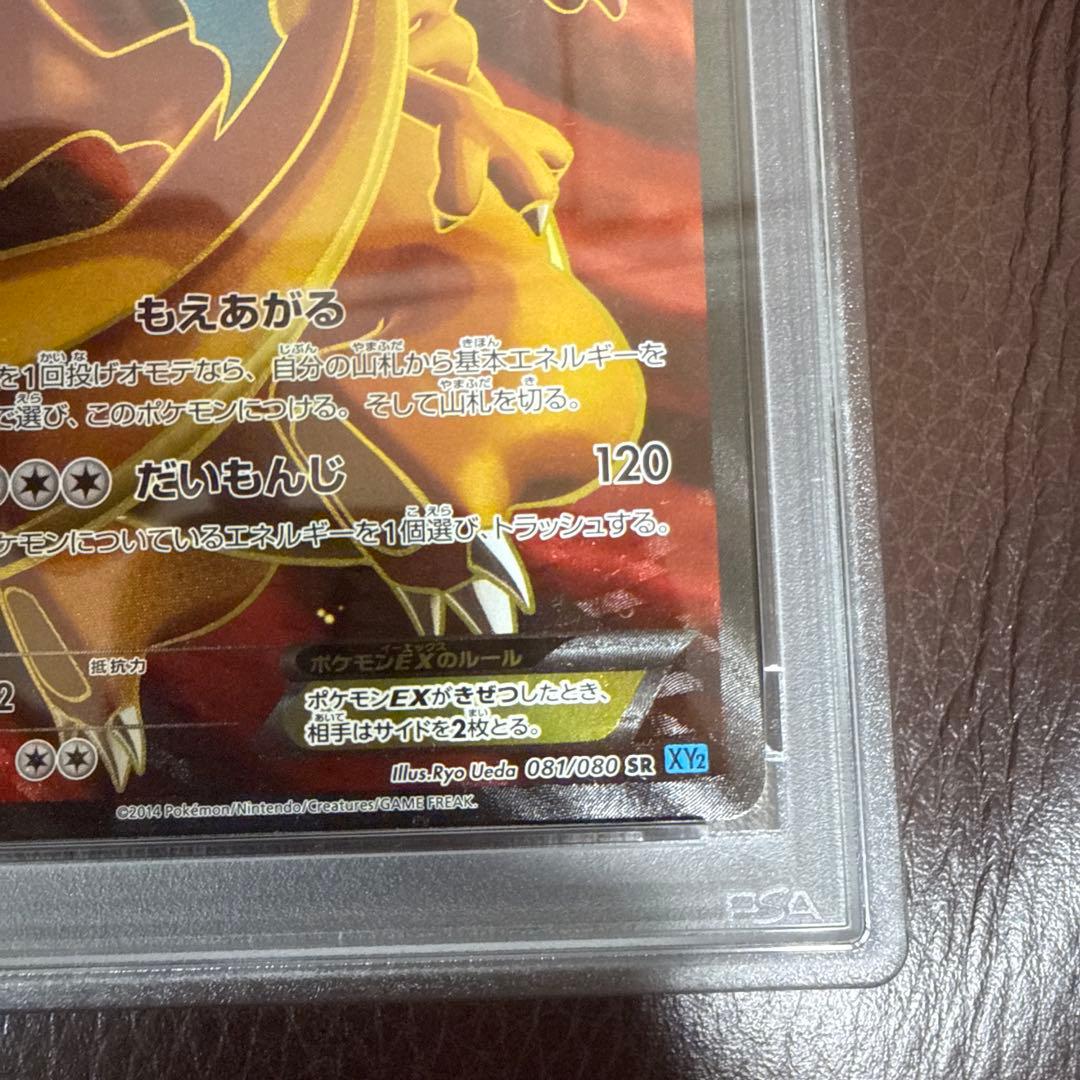 もえあがる
を1回投げオモテなら、自分の山札から基本エネルギーを
で選び、このポケモンにつける。そして山札を切る。
だいもんじ 120
ケモンについているエネルギーを1個選び、トラッシュする。
ポケモンEXのルール
抵抗力
2
ポケモンEXがきぜつしたとき、
相手はサイドを2枚とる。
Illus.Ryo Ueda 081/080 SR XY2
©2014 Pokémon/Nintendo/Creatures/GAME FREAK.
PSA